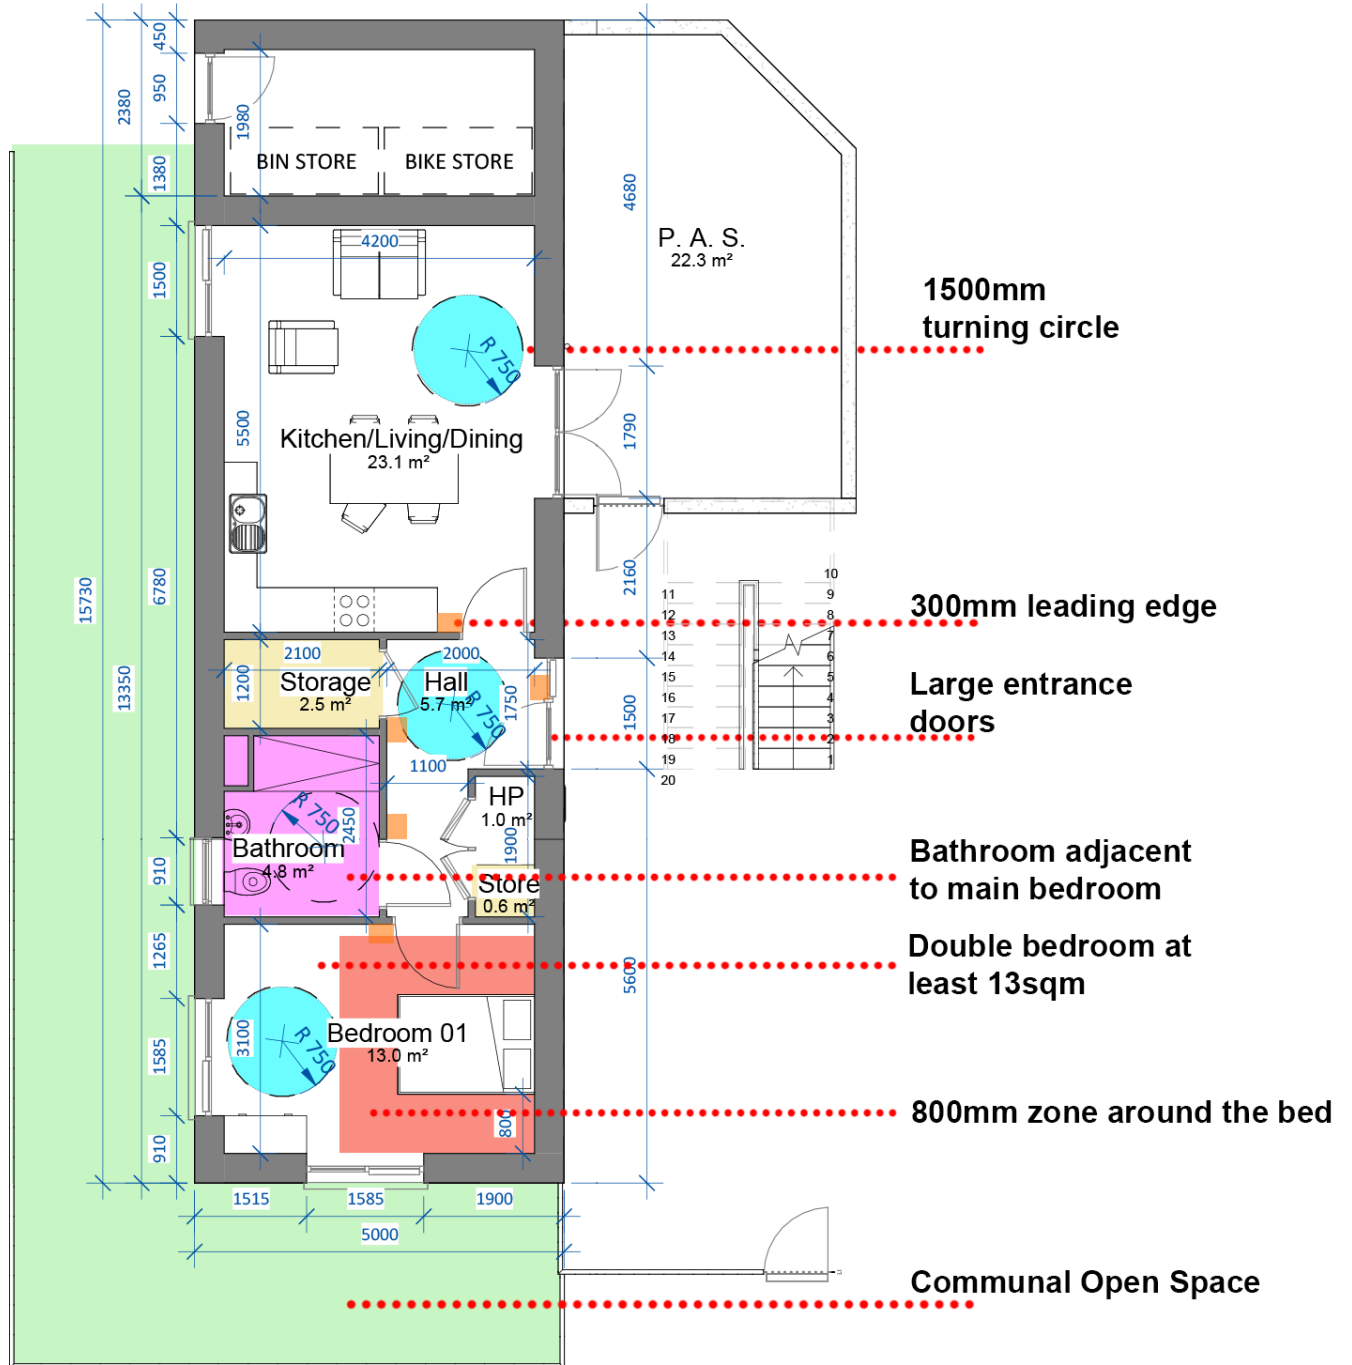 450
950
2380
1980
BIN STORE
BIKE STORE
1380
4680
P. A. S.
22.3 m²
4200
1500
1500mm
turning circle
R 750
5500
Kitchen/Living/Dining
23.1 m²
1790
15730
6780
2160
10
11
9
12
8
13
7
14
6
15
5
16
4
17
3
18
2
19
1
20
300mm leading edge
2100
2000
13350
1200
Storage
2.5 m²
Hall
5.7 m²
1750
R 750
1500
Large entrance
doors
1100
HP
1.0 m²
R 750
2450
1900
Bathroom
4.8 m²
910
Store
0.6 m²
Bathroom adjacent
to main bedroom
1265
5600
Double bedroom at
least 13sqm
1585
3100
R 750
Bedroom 01
13.0 m²
800
800mm zone around the bed
910
1515
1585
1900
5000
Communal Open Space